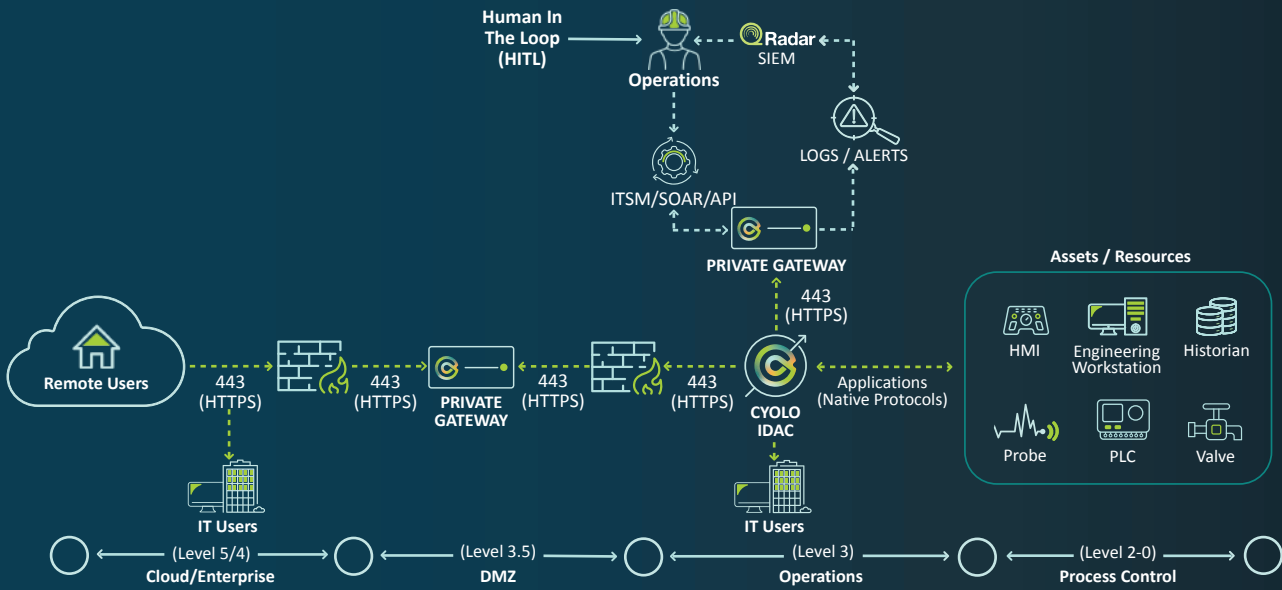 Human In
The Loop
(HITL)
Operations
QRadar
SIEM
LOGS / ALERTS
ITSM/SOAR/API
PRIVATE GATEWAY
443
(HTTPS)
Remote Users
443
(HTTPS)
443
(HTTPS)
PRIVATE
GATEWAY
443
(HTTPS)
443
(HTTPS)
CYOLO
IDAC
Applications
(Native Protocols)
Assets / Resources
HMI
Engineering
Workstation
Historian
Probe
PLC
Valve
IT Users
IT Users
(Level 5/4)
Cloud/Enterprise
(Level 3.5)
DMZ
(Level 3)
Operations
(Level 2-0)
Process Control